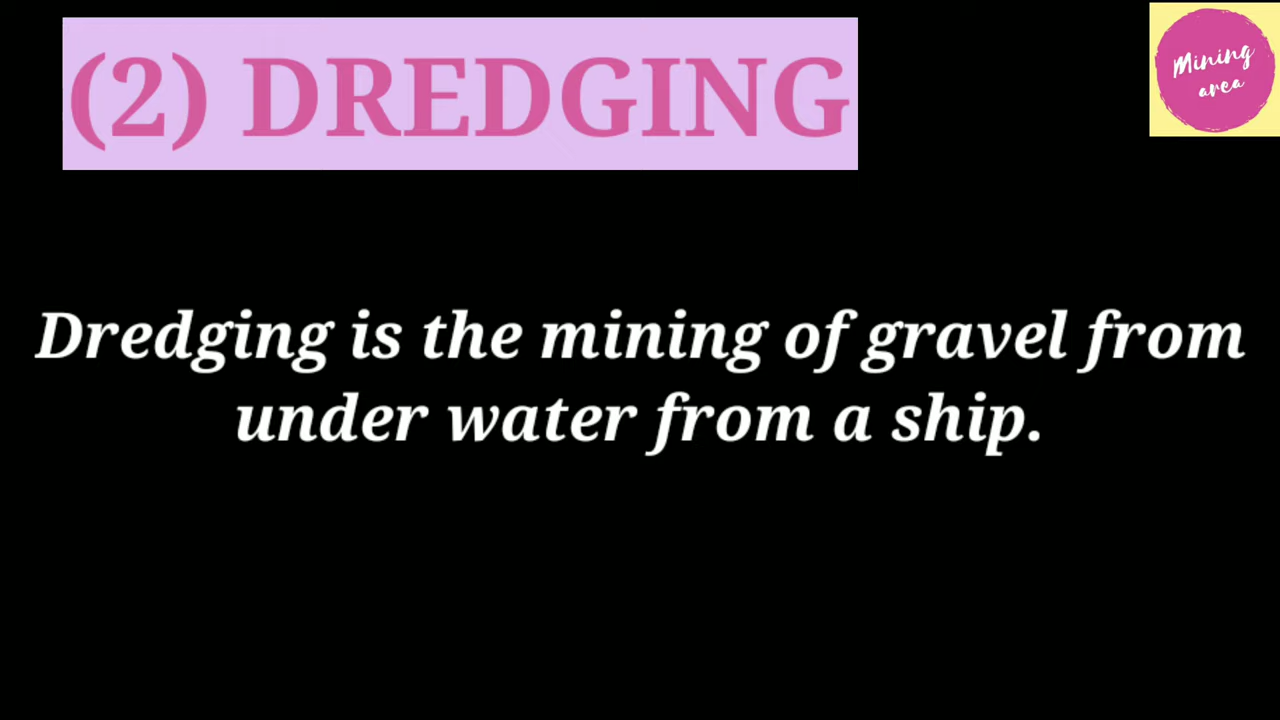 (2) DREDGING
Mining
area
Dredging is the mining of gravel from
under water from a ship.